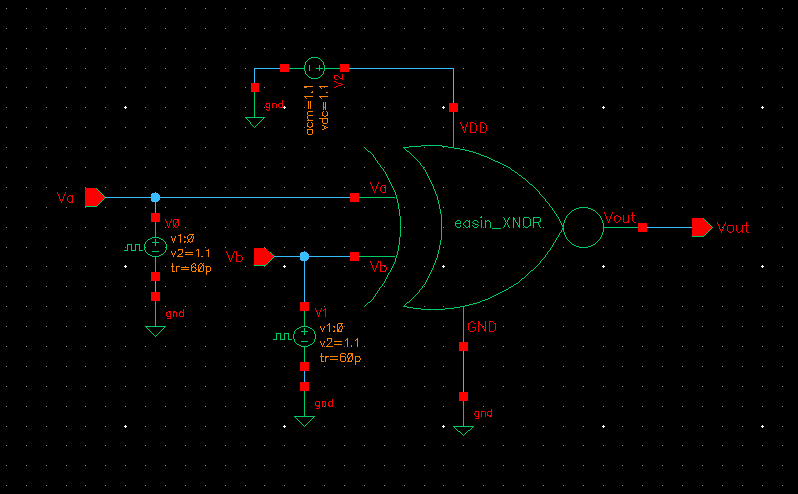 V2
gnd
acm=1.1
vdc=1.1
VDD
Va
Va
V0
v1:0
v2=1.1
tr=60p
gnd
easin_XNOR
Vout
Vout
Vb
Vb
V1
v1:0
v2=1.1
tr=60p
gnd
GND
gnd